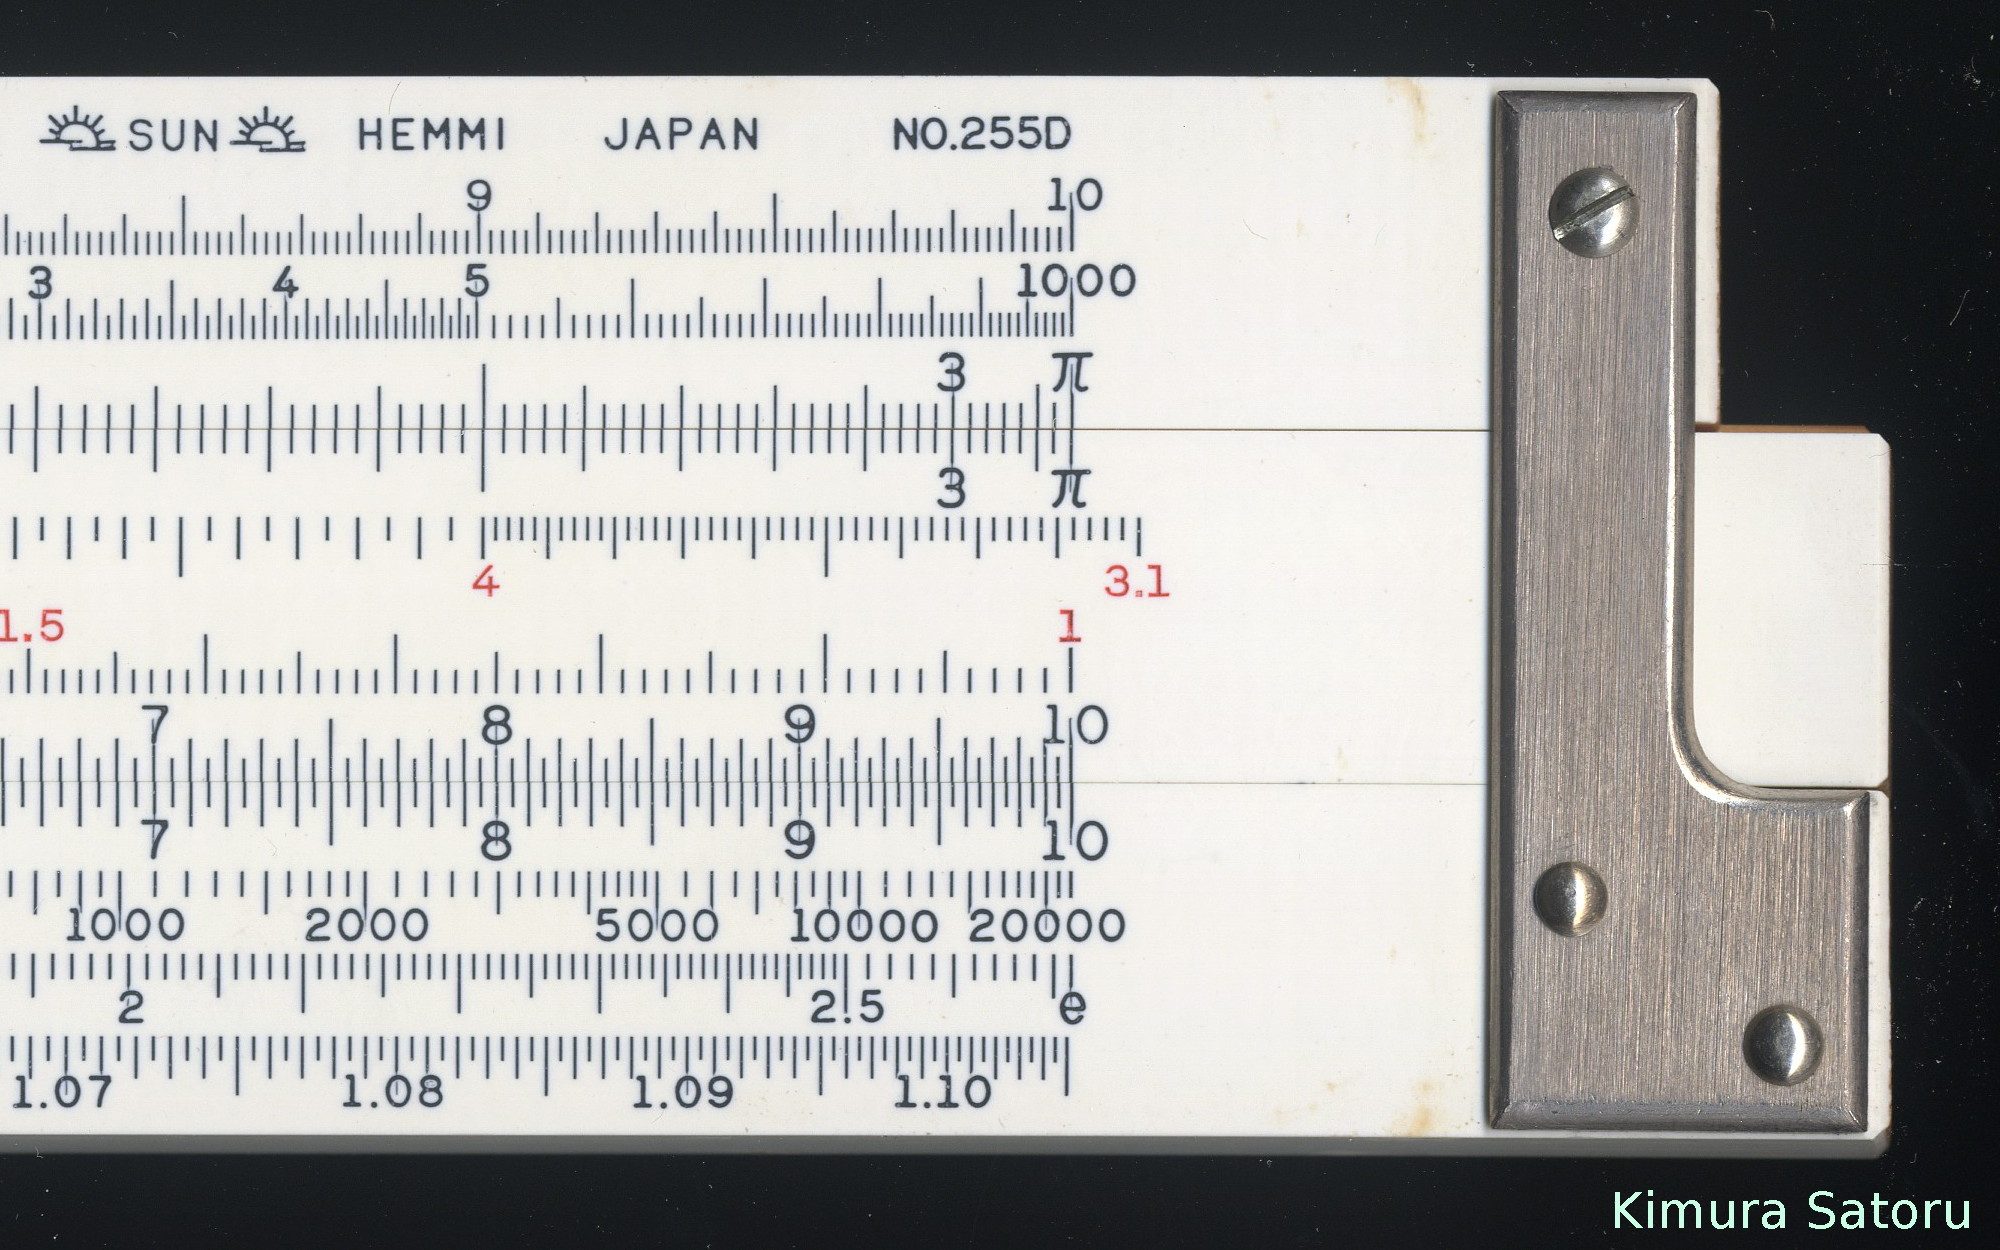 SUN HEMMI JAPAN NO.255D
9 10
3 4 5 1000
3 π
3 π
4 3.1
1.5 1
7 8 9 10
7 8 9 10
1000 2000 5000 10000 20000
2 2.5 e
1.07 1.08 1.09 1.10
Kimura Satoru